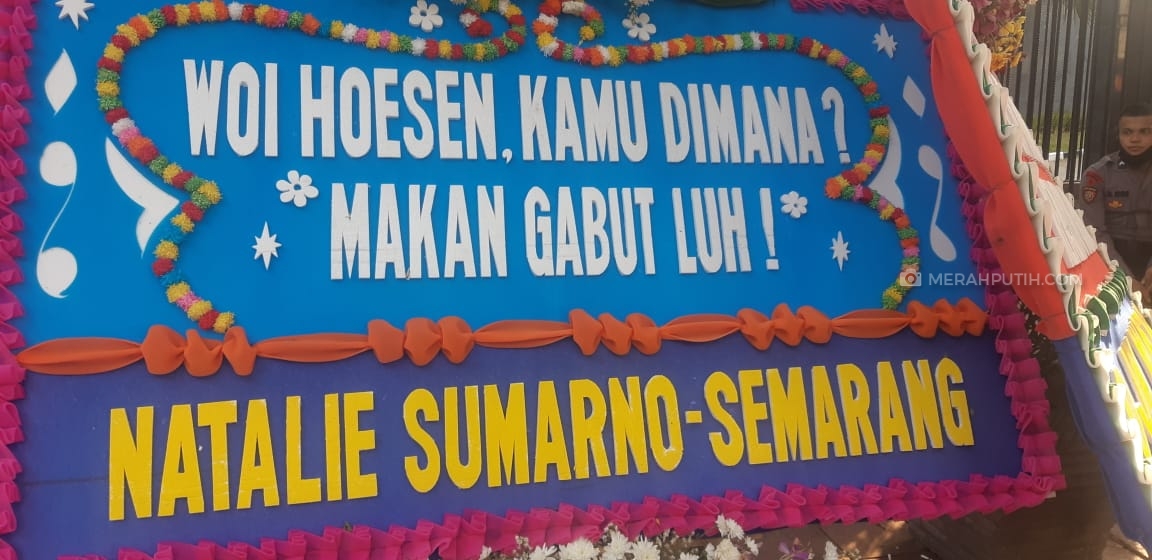 WOI HOESEN, KAMU DIMANA?
MAKAN GABUT LUH!
MERAHPUTIH.COM
NATALIE SUMARNO-SEMARANG